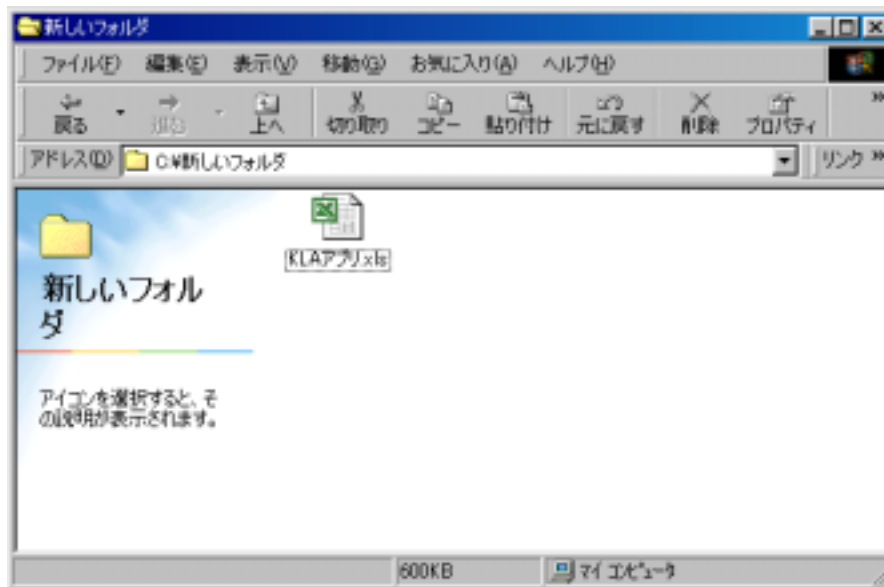 新しいフォルダ
ファイル(F) 編集(E) 表示(V) 移動(G) お気に入り(A) ヘルプ(H)
戻る 進む 上へ 切り取り コピー 貼り付け 元に戻す 削除 プロパティ »
アドレス(D) C:¥新しいフォルダ リンク »
KLAアプリ.xls
新しいフォル
ダ
アイコンを選択すると、そ
の説明が表示されます。
600KB マイ コンピュータ